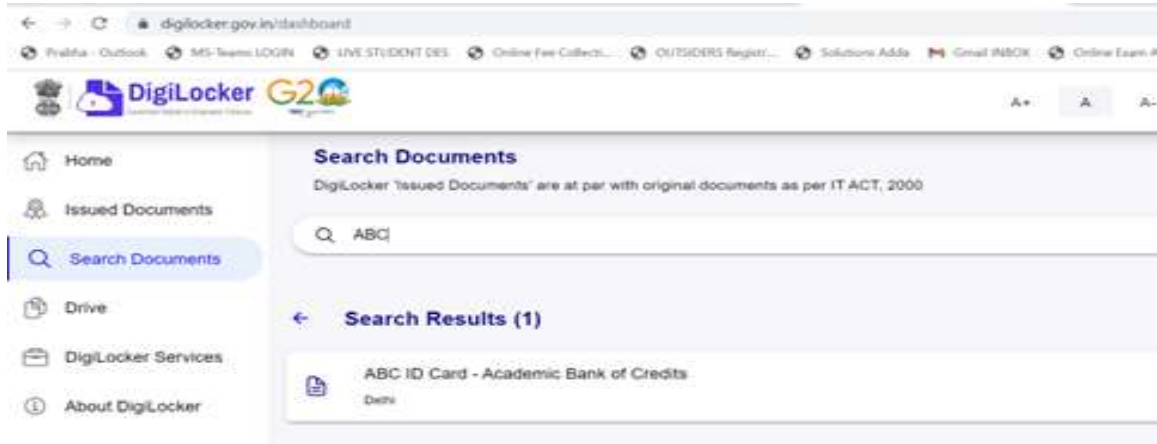 digilocker.gov.in/dashboard
Prabha - Outlook MS-Teams LOGIN LIVE STUDENT DES Online Fee Collecti... OUTSIDERS Registr... Solutions Adda Gmail INBOX Online Exam
DigiLocker G20
A+ A A-
Home
Issued Documents
Search Documents
Drive
DigiLocker Services
About DigiLocker
Search Documents
DigiLocker 'Issued Documents' are at par with original documents as per IT ACT, 2000
ABC
Search Results (1)
ABC ID Card - Academic Bank of Credits
Delhi